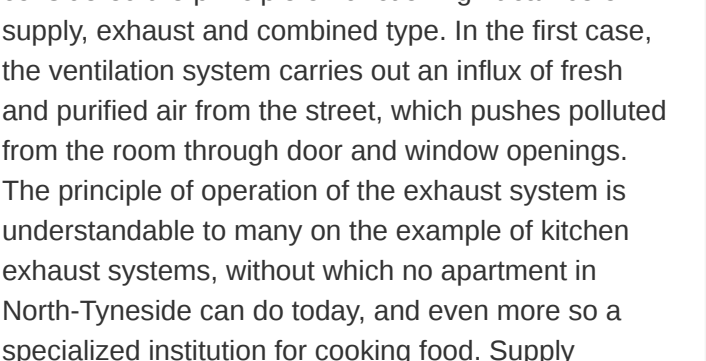 supply, exhaust and combined type. In the first case,
the ventilation system carries out an influx of fresh
and purified air from the street, which pushes polluted
from the room through door and window openings.
The principle of operation of the exhaust system is
understandable to many on the example of kitchen
exhaust systems, without which no apartment in
North-Tyneside can do today, and even more so a
specialized institution for cooking food. Supply